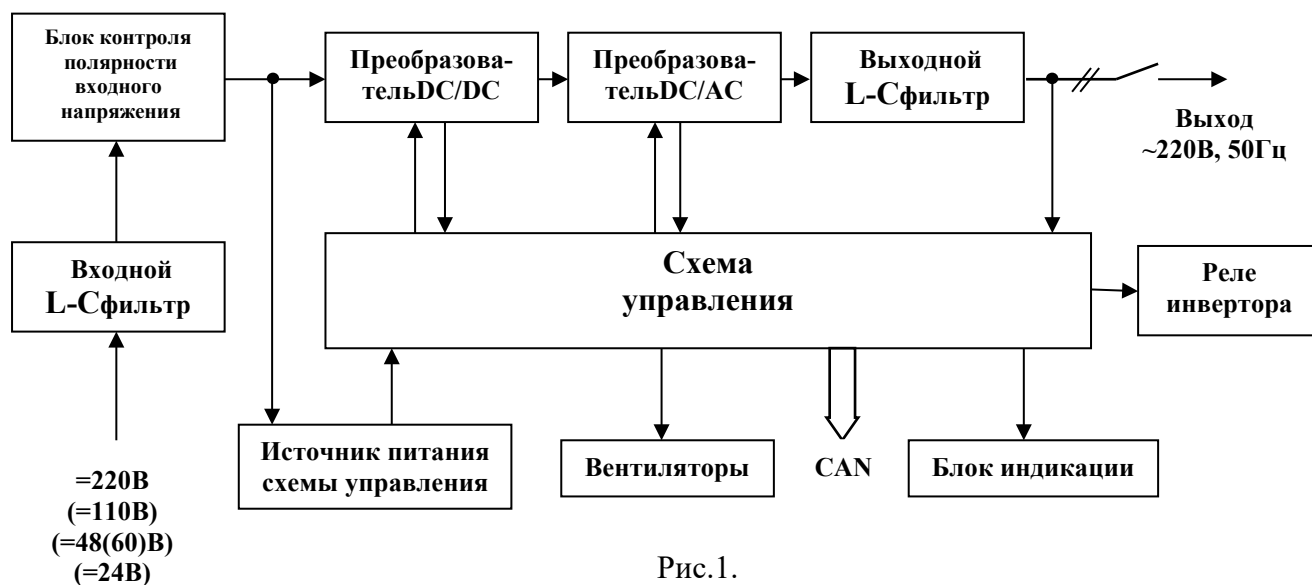 Блок контроля
полярности
входного
напряжения
Преобразова-
тельDC/DC
Преобразова-
тельDC/AC
Выходной
L-Cфильтр
Выход
~220В, 50Гц
Входной
L-Cфильтр
Схема
управления
Реле
инвертора
Источник питания
схемы управления
Вентиляторы
CAN
Блок индикации
=220В
(=110В)
(=48(60)В)
(=24В)
Рис.1.